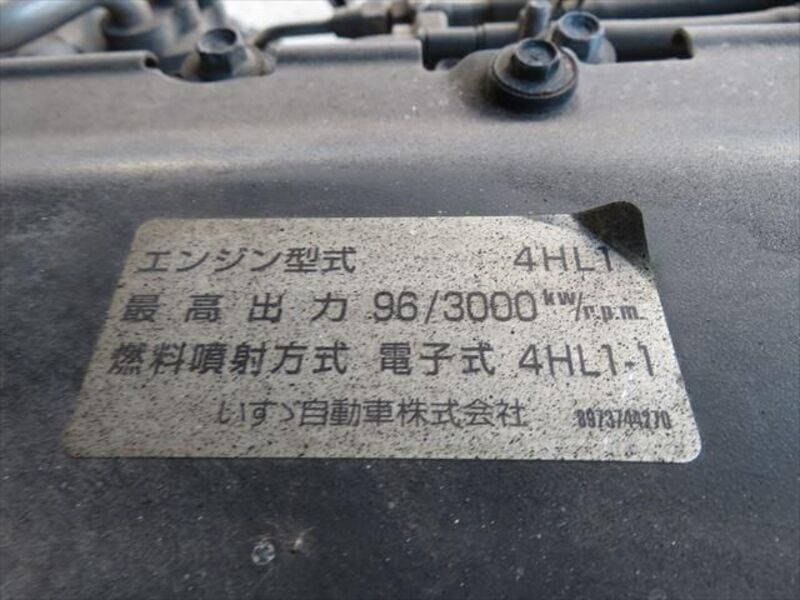 エンジン型式 4HL1
最高出力 96/3000 kw/r.p.m.
燃料噴射方式 電子式 4HL1-1
いすゞ自動車株式会社 8973744270